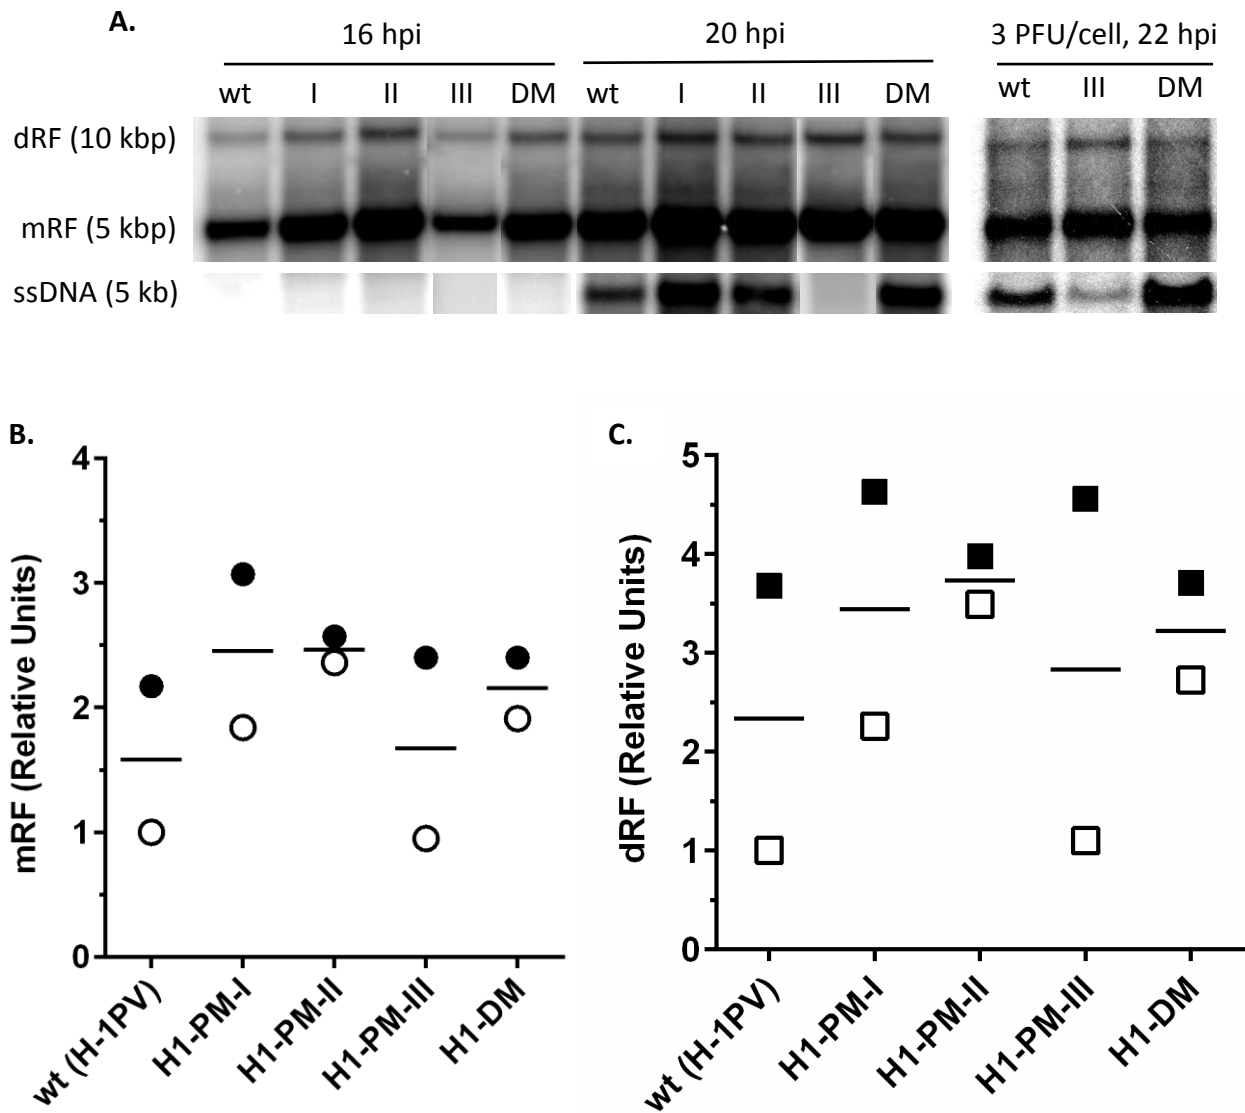 A.
16 hpi
20 hpi
3 PFU/cell, 22 hpi
wt I II III DM wt I II III DM wt III DM
dRF (10 kbp)
mRF (5 kbp)
ssDNA (5 kb)
B.
4
3
2
1
0
mRF (Relative Units)
wt (H-1PV)
H1-PM-I
H1-PM-II
H1-PM-III
H1-DM
C.
5
4
3
2
1
0
dRF (Relative Units)
wt (H-1PV)
H1-PM-I
H1-PM-II
H1-PM-III
H1-DM